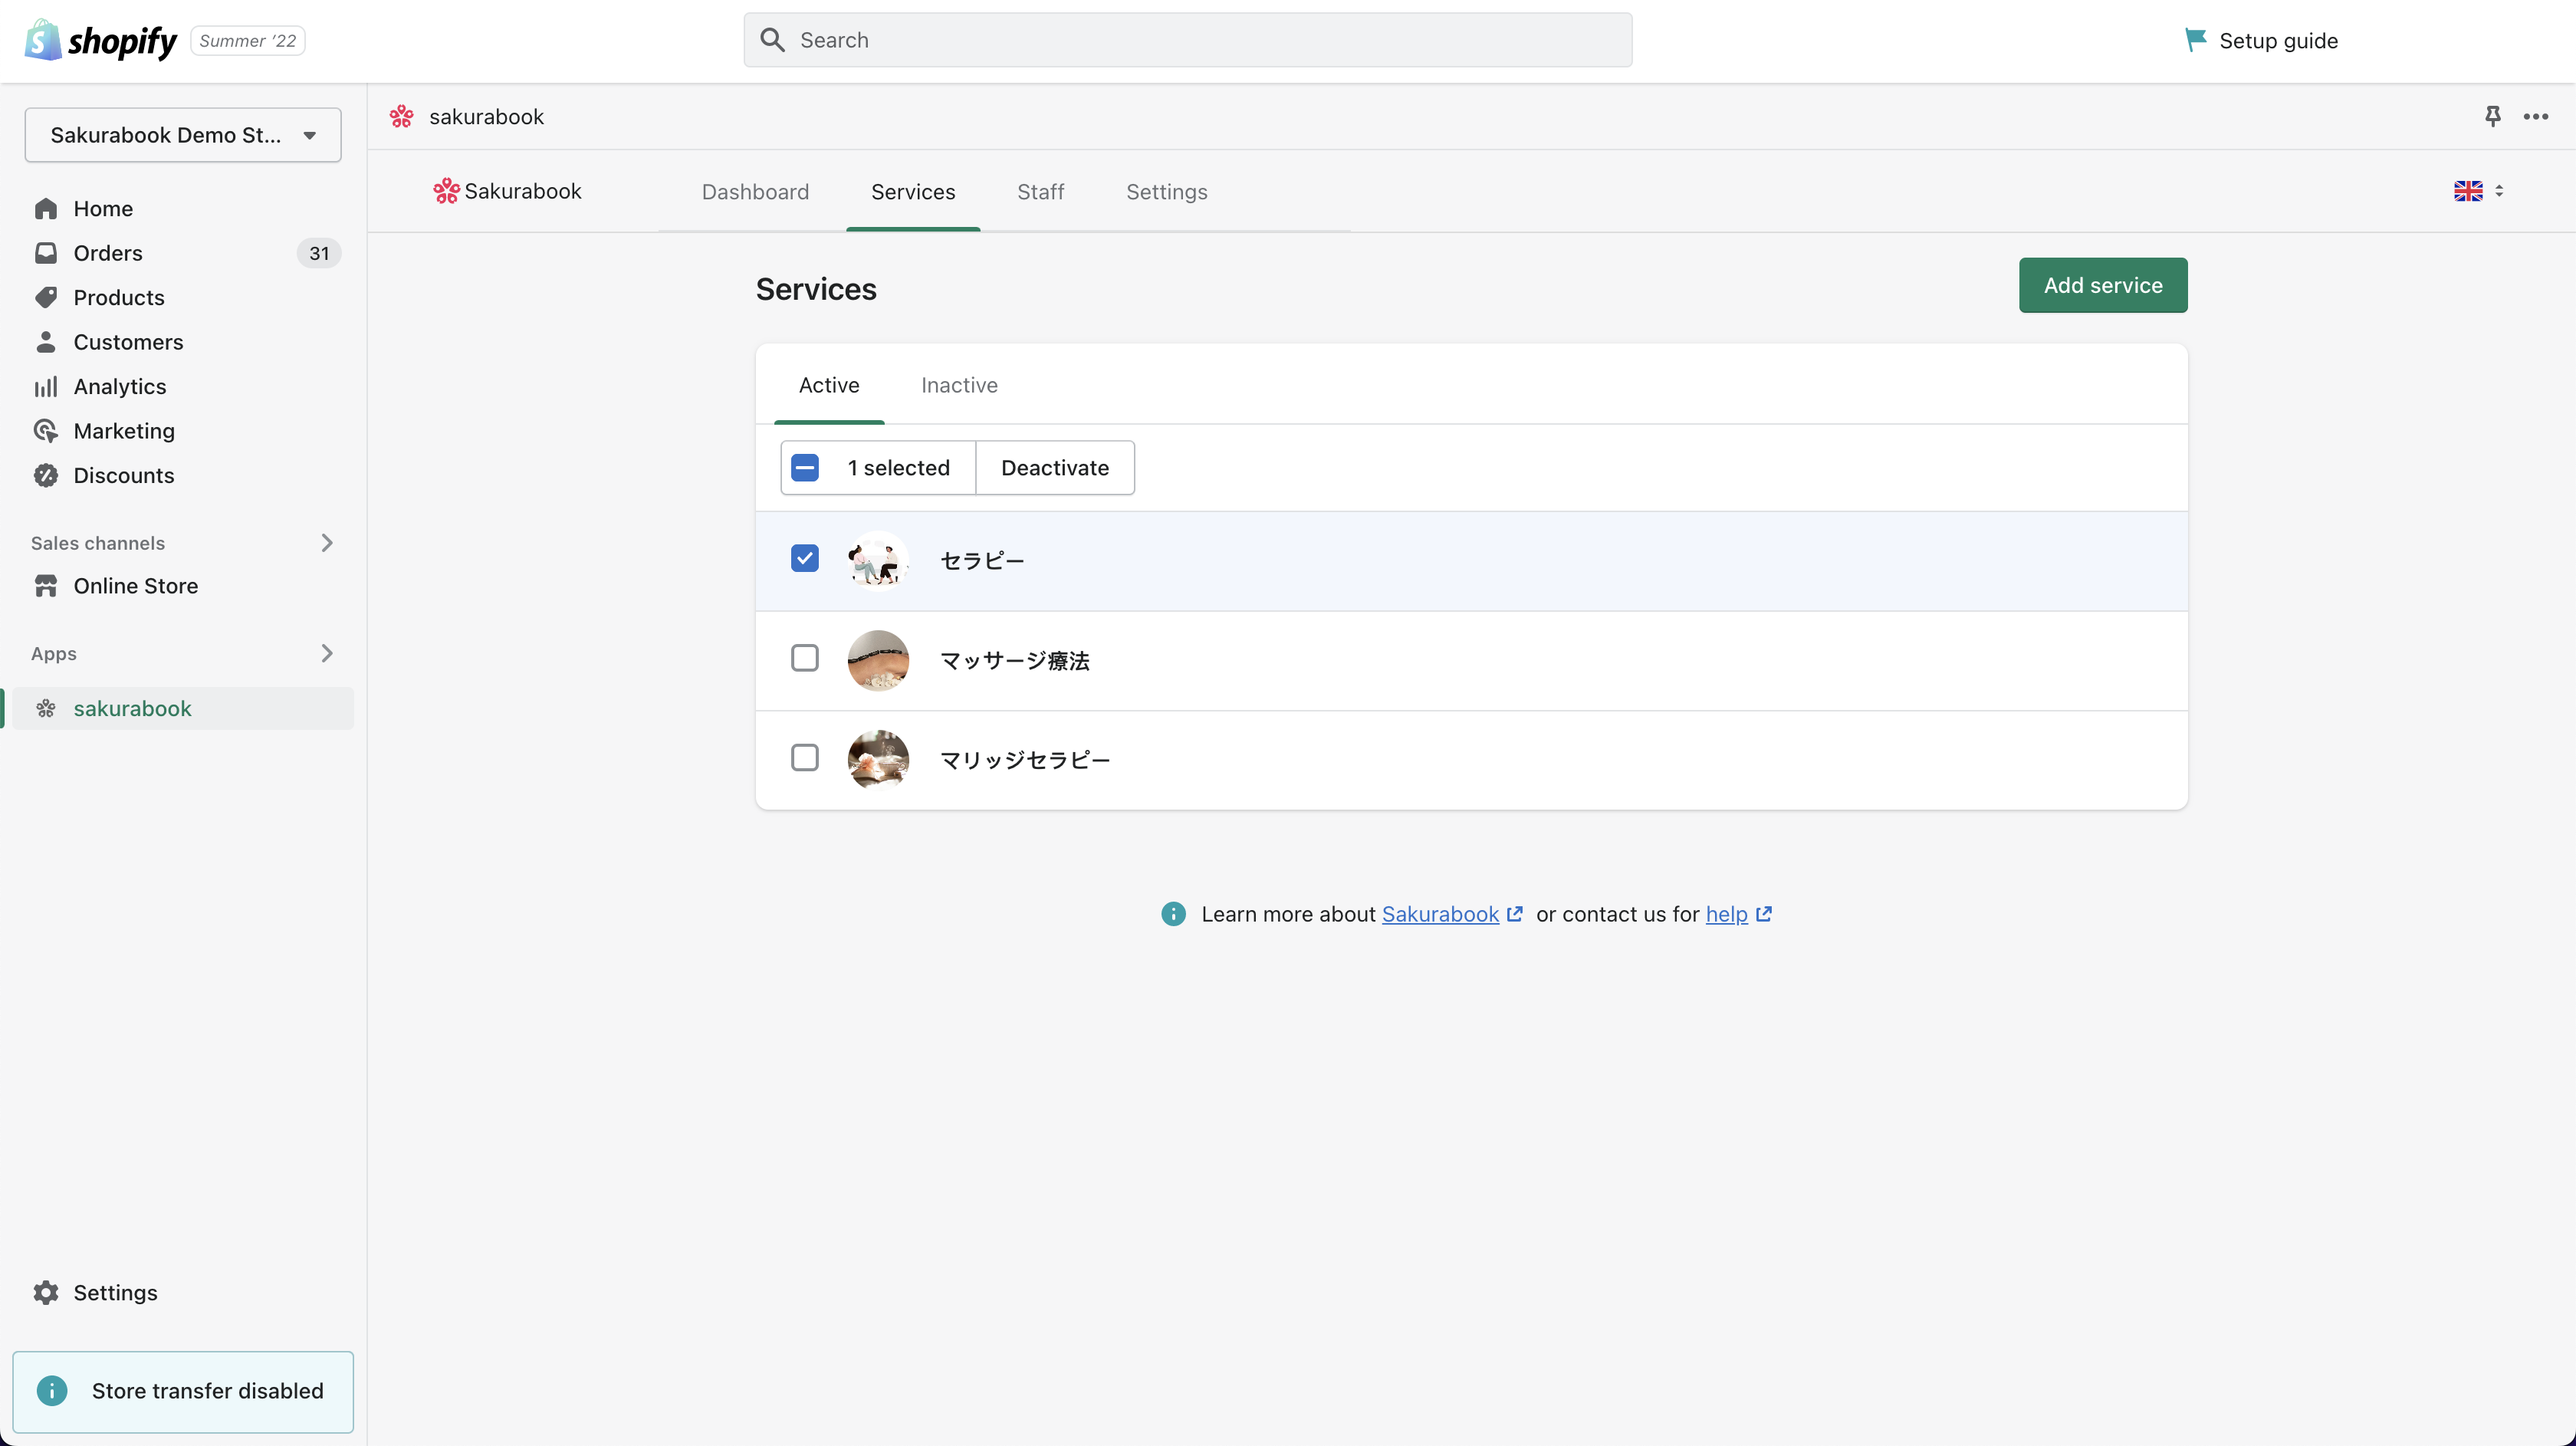 shopify Summer '22
Search
Setup guide
Sakurabook Demo St...
Home
Orders 31
Products
Customers
Analytics
Marketing
Discounts
Sales channels
Online Store
Apps
sakurabook
Settings
Store transfer disabled
sakurabook
Sakurabook Dashboard Services Staff Settings
Services
Add service
Active Inactive
1 selected Deactivate
セラピー
マッサージ療法
マリッジセラピー
Learn more about Sakurabook or contact us for help